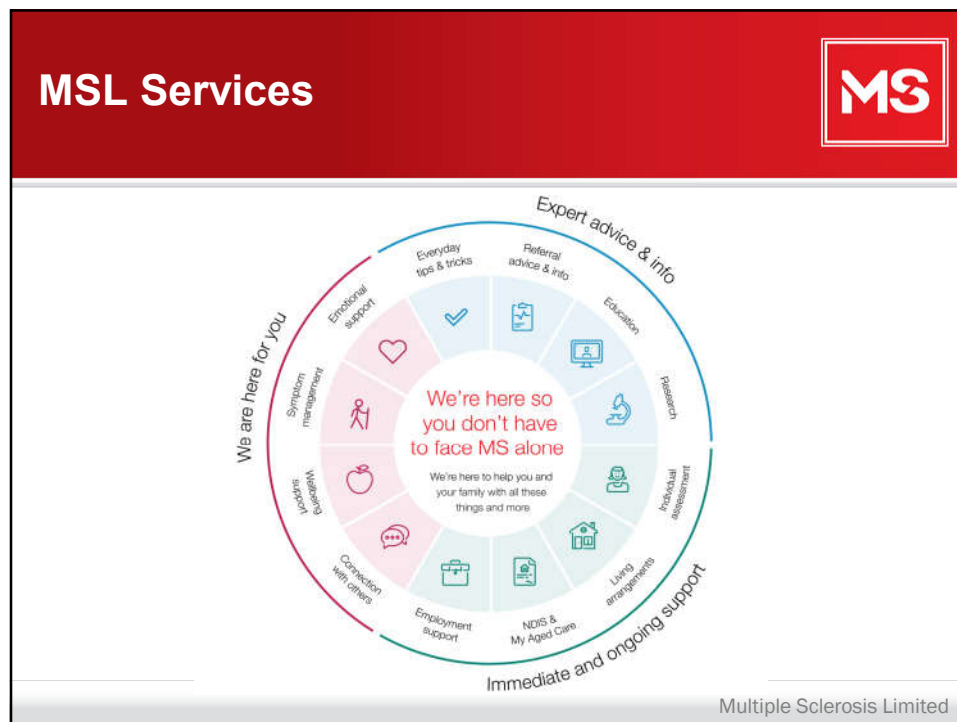 MSL Services
MS
Expert advice & info
Everyday
tips & tricks
Referral
advice & info
Education
Research
Individual
assessment
Living
arrangements
NDIS &
My Aged Care
Employment
support
Immediate and ongoing support
Connection
with others
Wellbeing
support
Symptom
management
Emotional
support
We are here for you
We're here so
you don't have
to face MS alone
We're here to help you and
your family with all these
things and more
Multiple Sclerosis Limited